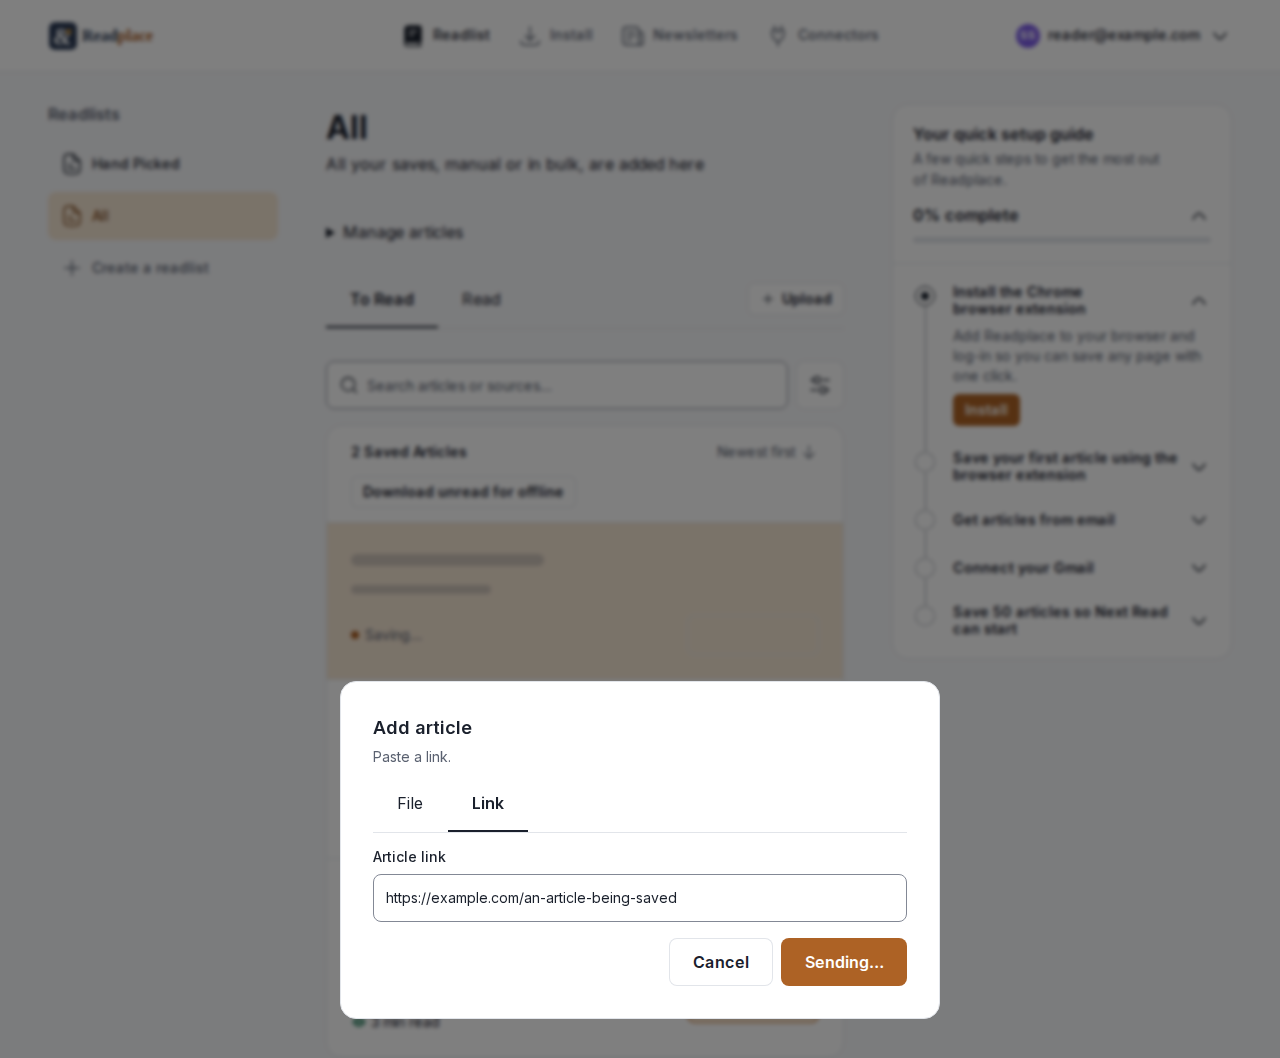 Readplace
Readlist
Install
Newsletters
Connectors
reader@example.com
Readlists
Hand Picked
All
Create a readlist
All
All your saves, manual or in bulk, are added here
Manage articles
To Read
Read
+ Upload
Search articles or sources...
2 Saved Articles
Newest first ↓
Download unread for offline
Saving...
Your quick setup guide
A few quick steps to get the most out
of Readplace.
0% complete
Install the Chrome
browser extension
Add Readplace to your browser and
log-in so you can save any page with
one click.
Install
Save your first article using the
browser extension
Get articles from email
Connect your Gmail
Save 50 articles so Next Read
can start
Add article
Paste a link.
File
Link
Article link
https://example.com/an-article-being-saved
Cancel
Sending...
3 min read